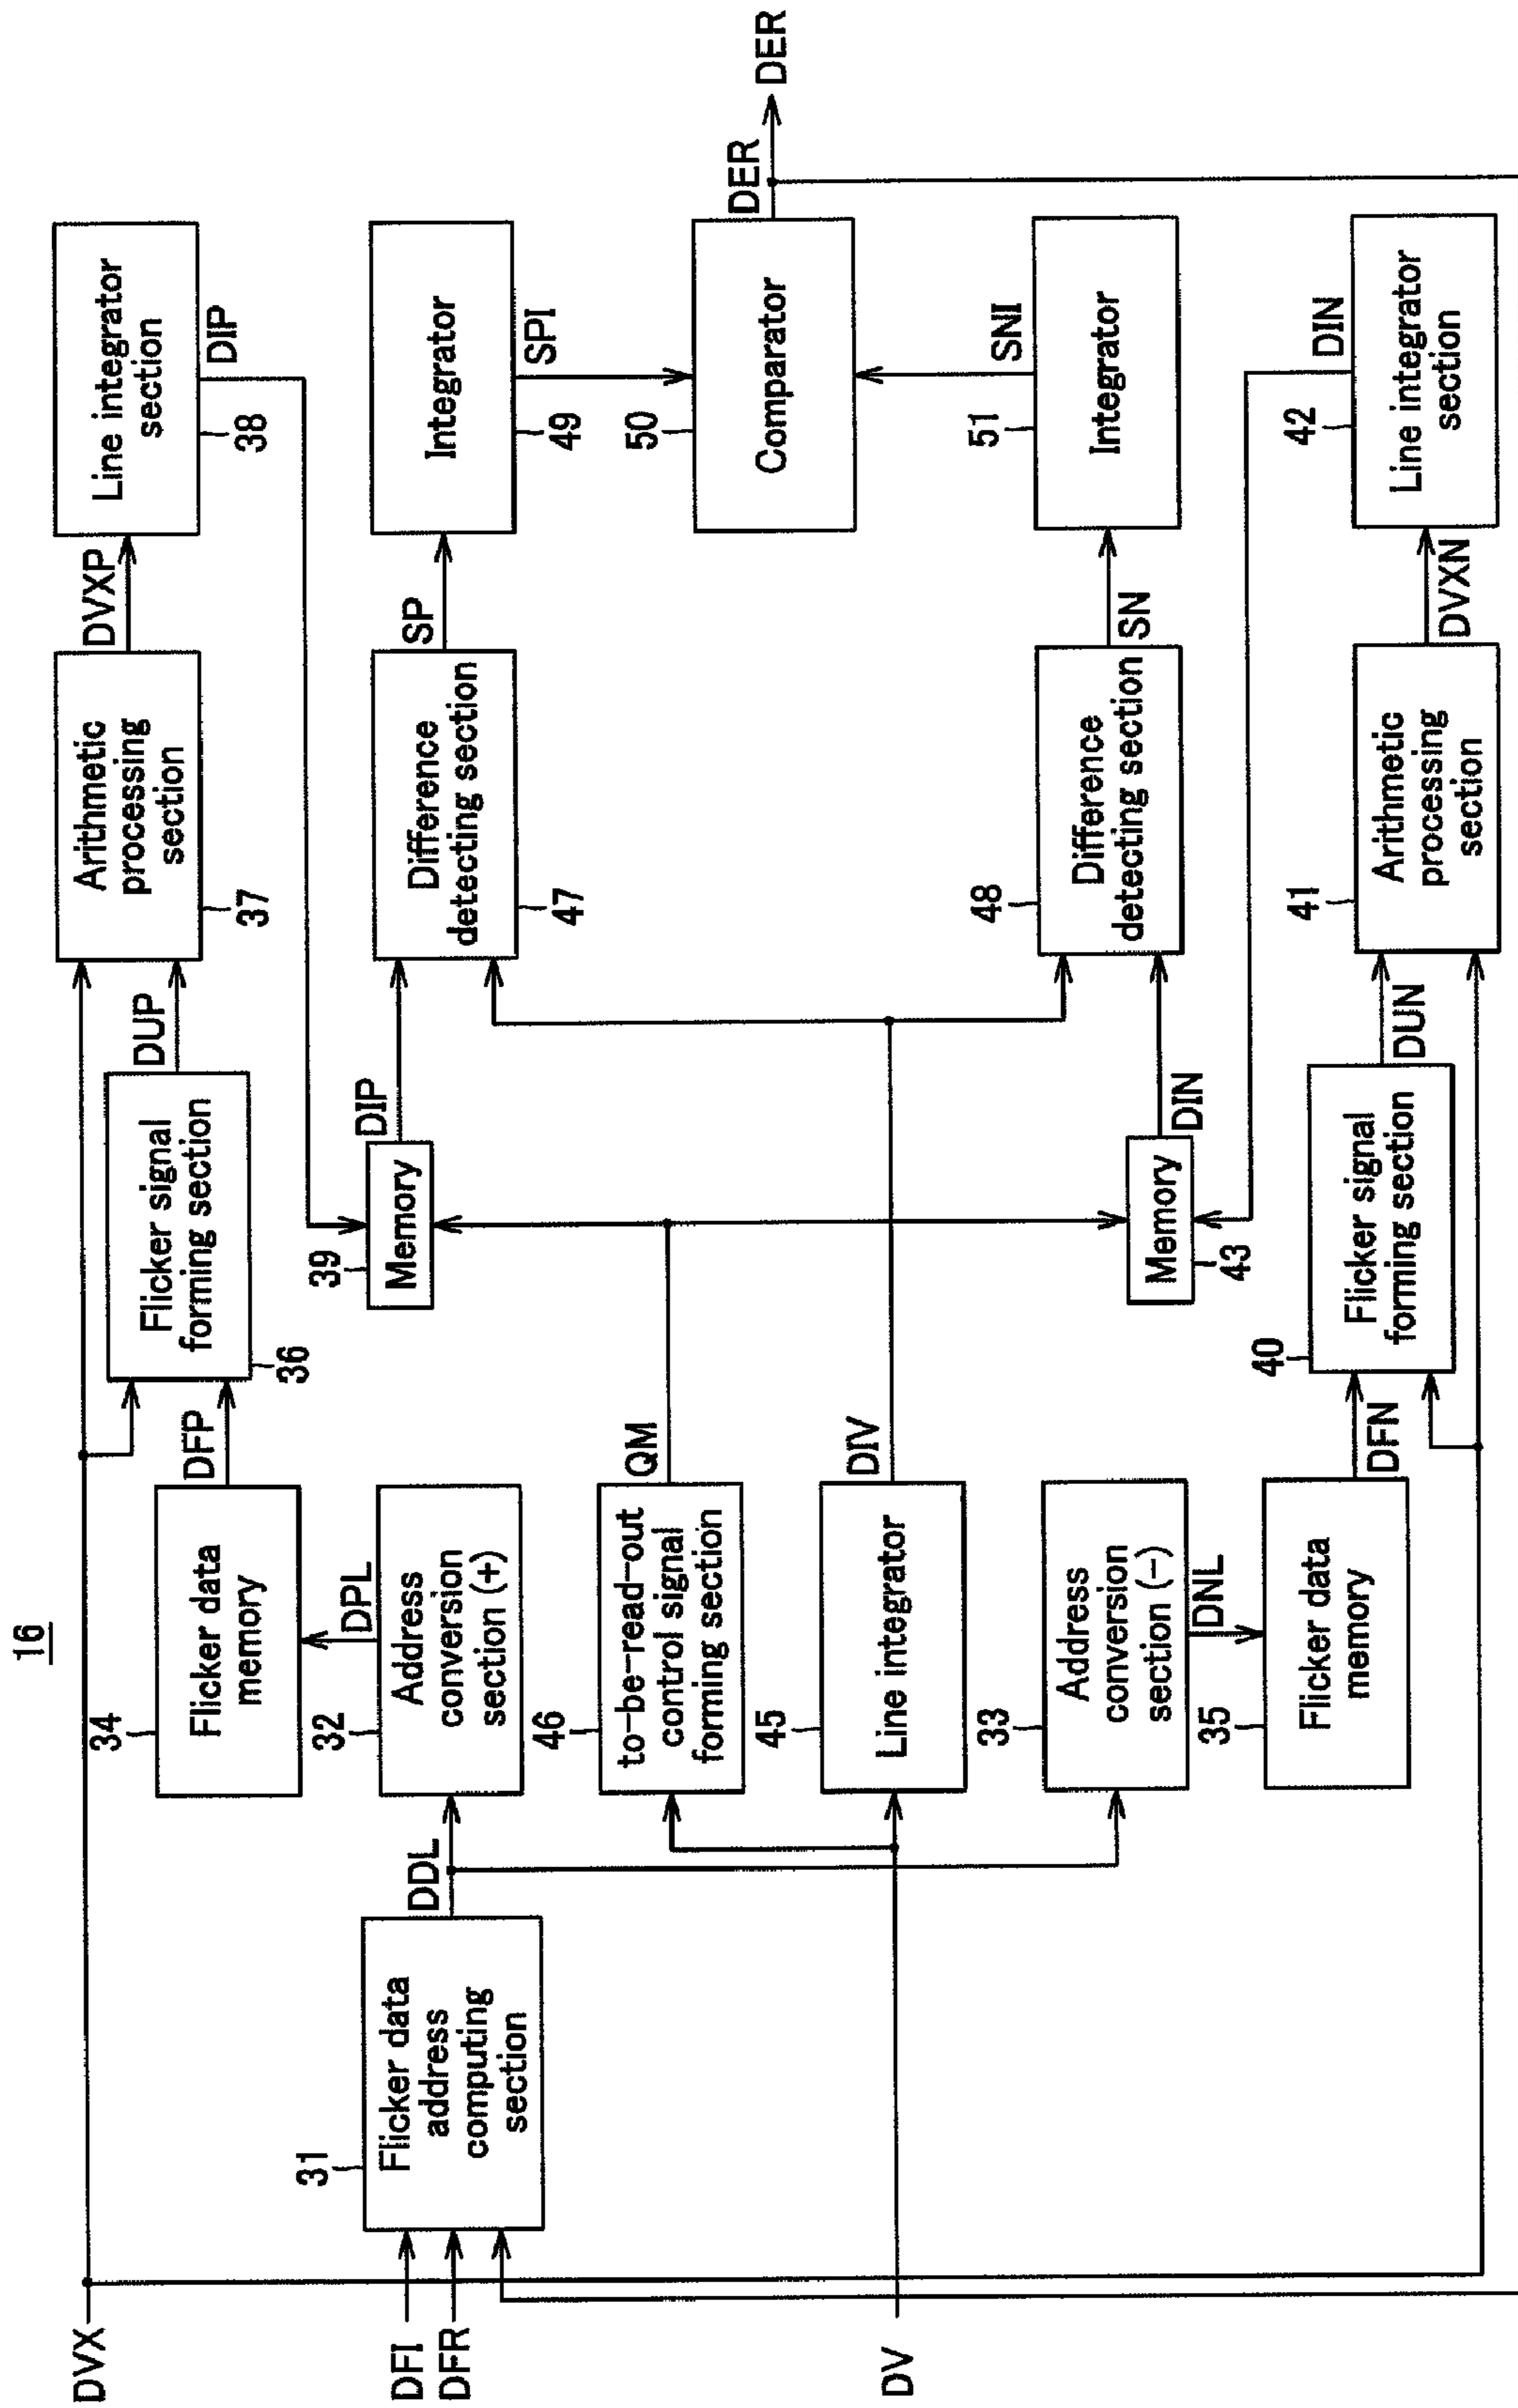 16
DVX
DFI
DFR
DV
31
Flicker data
address
computing
section
DDL
34
Flicker data
memory
DFP
32
Address
conversion
section (+)
DPL
46
to-be-read-out
control signal
forming section
QM
45
Line integrator
DIV
33
Address
conversion
section (-)
DNL
35
Flicker data
memory
DFN
36
Flicker signal
forming section
DUP
39
Memory
DIP
43
Memory
DIN
40
Flicker signal
forming section
DUN
37
Arithmetic
processing
section
DVXP
47
Difference
detecting section
SP
48
Difference
detecting section
SN
41
Arithmetic
processing
section
DVXN
38
Line integrator
section
DIP
49
Integrator
SPI
50
Comparator
DER
DER
51
Integrator
SNI
42
Line integrator
section
DIN